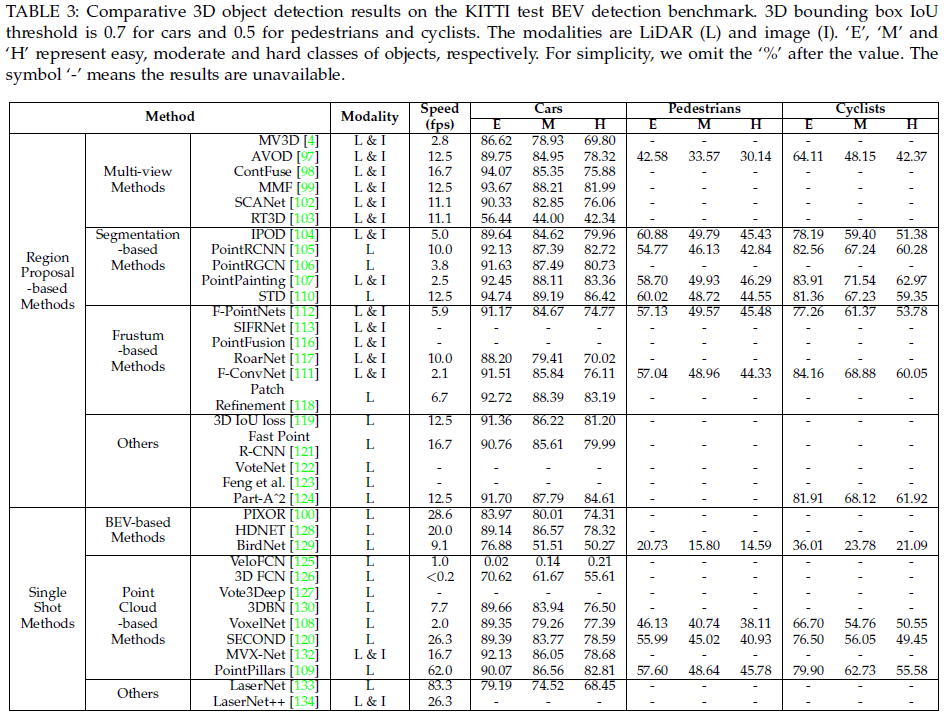 TABLE 3: Comparative 3D object detection results on the KITTI test BEV detection benchmark. 3D bounding box IoU
threshold is 0.7 for cars and 0.5 for pedestrians and cyclists. The modalities are LiDAR (L) and image (I). ‘E’, ‘M’ and
‘H’ represent easy, moderate and hard classes of objects, respectively. For simplicity, we omit the ‘%’ after the value. The
symbol ‘-’ means the results are unavailable.
Method Modality Speed (fps) Cars Pedestrians Cyclists
E M H E M H E M H
Region Proposal -based Methods
Multi-view Methods
MV3D [4] L & I 2.8 86.62 78.93 69.80 - - - - - -
AVOD [97] L & I 12.5 89.75 84.95 78.32 42.58 33.57 30.14 64.11 48.15 42.37
ContFuse [98] L & I 16.7 94.07 85.35 75.88 - - - - - -
MMF [99] L & I 12.5 93.67 88.21 81.99 - - - - - -
SCANet [102] L & I 11.1 90.33 82.85 76.06 - - - - - -
RT3D [103] L & I 11.1 56.44 44.00 42.34 - - - - - -
Segmentation -based Methods
IPOD [104] L & I 5.0 89.64 84.62 79.96 60.88 49.79 45.43 78.19 59.40 51.38
PointRCNN [105] L 10.0 92.13 87.39 82.72 54.77 46.13 42.84 82.56 67.24 60.28
PointRGCN [106] L 3.8 91.63 87.49 80.73 - - - - - -
PointPainting [107] L & I 2.5 92.45 88.11 83.36 58.70 49.93 46.29 83.91 71.54 62.97
STD [110] L 12.5 94.74 89.19 86.42 60.02 48.72 44.55 81.36 67.23 59.35
Frustum -based Methods
F-PointNets [112] L & I 5.9 91.17 84.67 74.77 57.13 49.57 45.48 77.26 61.37 53.78
SIFRNet [113] L & I - - - - - - - - - -
PointFusion [116] L & I - - - - - - - - - -
RoarNet [117] L & I 10.0 88.20 79.41 70.02 - - - - - -
F-ConvNet [111] L & I 2.1 91.51 85.84 76.11 57.04 48.96 44.33 84.16 68.88 60.05
Patch
Refinement [118] L 6.7 92.72 88.39 83.19 - - - - - -
Others
3D IoU loss [119] L 12.5 91.36 86.22 81.20 - - - - - -
Fast Point
R-CNN [121] L 16.7 90.76 85.61 79.99 - - - - - -
VoteNet [122] L - - - - - - - - - -
Feng et al. [123] L - - - - - - - - - -
Part-A^2 [124] L 12.5 91.70 87.79 84.61 - - - 81.91 68.12 61.92
Single Shot Methods
BEV-based Methods
PIXOR [100] L 28.6 83.97 80.01 74.31 - - - - - -
HDNET [128] L 20.0 89.14 86.57 78.32 - - - - - -
BirdNet [129] L 9.1 76.88 51.51 50.27 20.73 15.80 14.59 36.01 23.78 21.09
Point Cloud -based Methods
VeloFCN [125] L 1.0 0.02 0.14 0.21 - - - - - -
3D FCN [126] L <0.2 70.62 61.67 55.61 - - - - - -
Vote3Deep [127] L - - - - - - - - - -
3DBN [130] L 7.7 89.66 83.94 76.50 - - - - - -
VoxelNet [108] L 2.0 89.35 79.26 77.39 46.13 40.74 38.11 66.70 54.76 50.55
SECOND [120] L 26.3 89.39 83.77 78.59 55.99 45.02 40.93 76.50 56.05 49.45
MVX-Net [132] L & I 16.7 92.13 86.05 78.68 - - - - - -
PointPillars [109] L 62.0 90.07 86.56 82.81 57.60 48.64 45.78 79.90 62.73 55.58
Others
LaserNet [133] L 83.3 79.19 74.52 68.45 - - - - - -
LaserNet++ [134] L & I 26.3 - - - - - - - - -